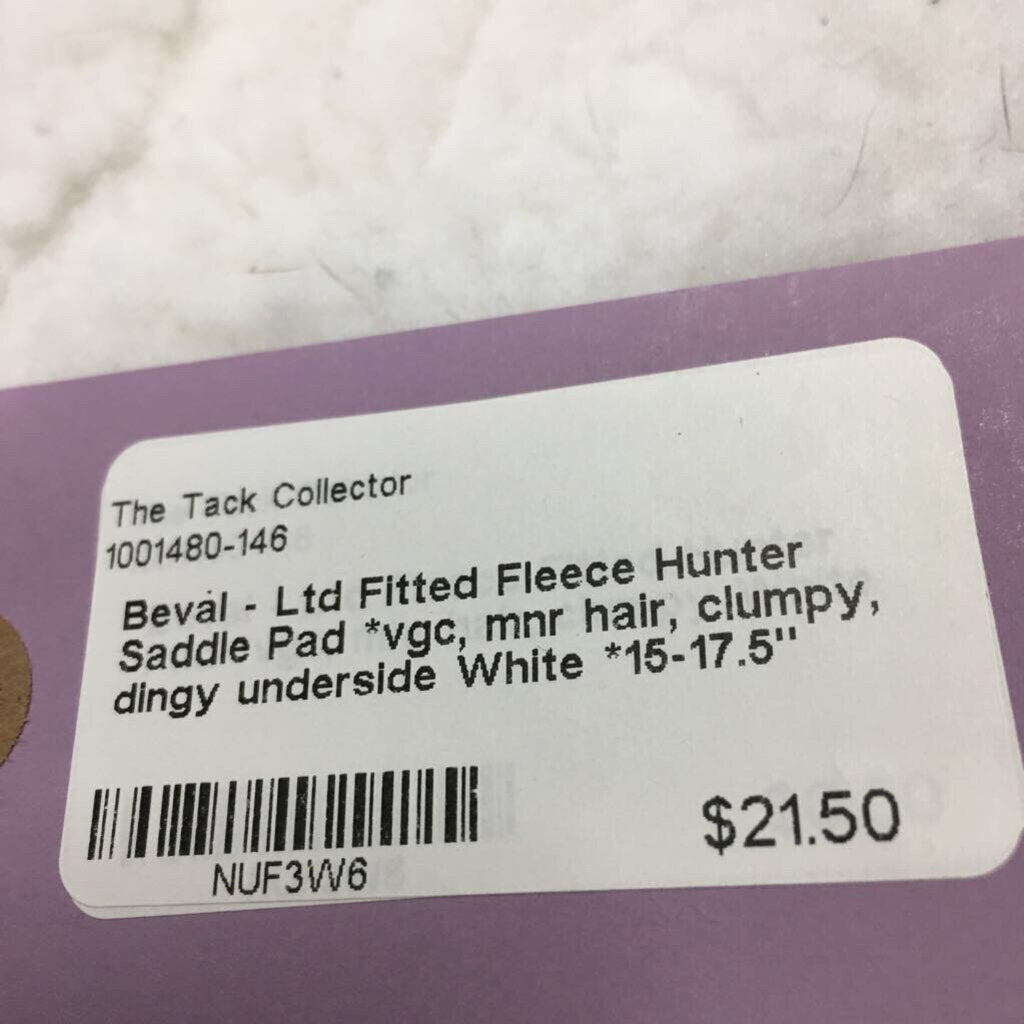 The Tack Collector
1001480-146
Beval - Ltd Fitted Fleece Hunter
Saddle Pad *vgc, mnr hair, clumpy,
dingy underside White *15-17.5"
$21.50
NUF3W6